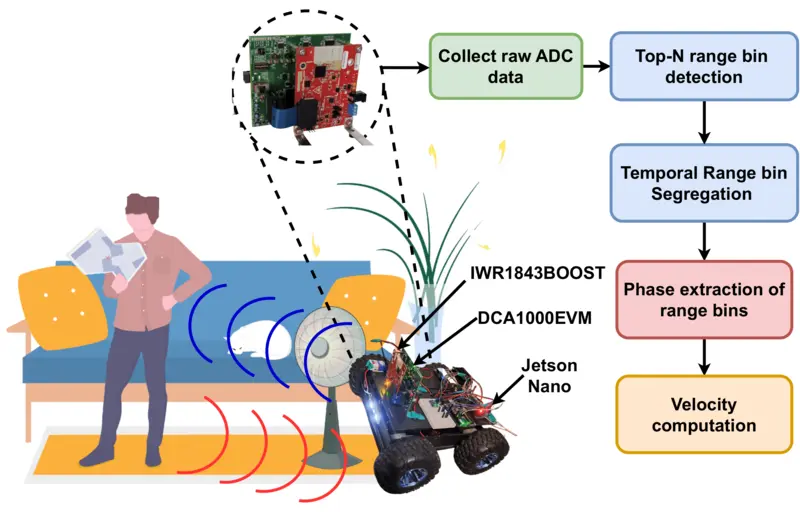 Collect raw ADC
data
Top-N range bin
detection
Temporal Range bin
Segregation
Phase extraction of
range bins
Velocity
computation
IWR1843BOOST
DCA1000EVM
Jetson
Nano